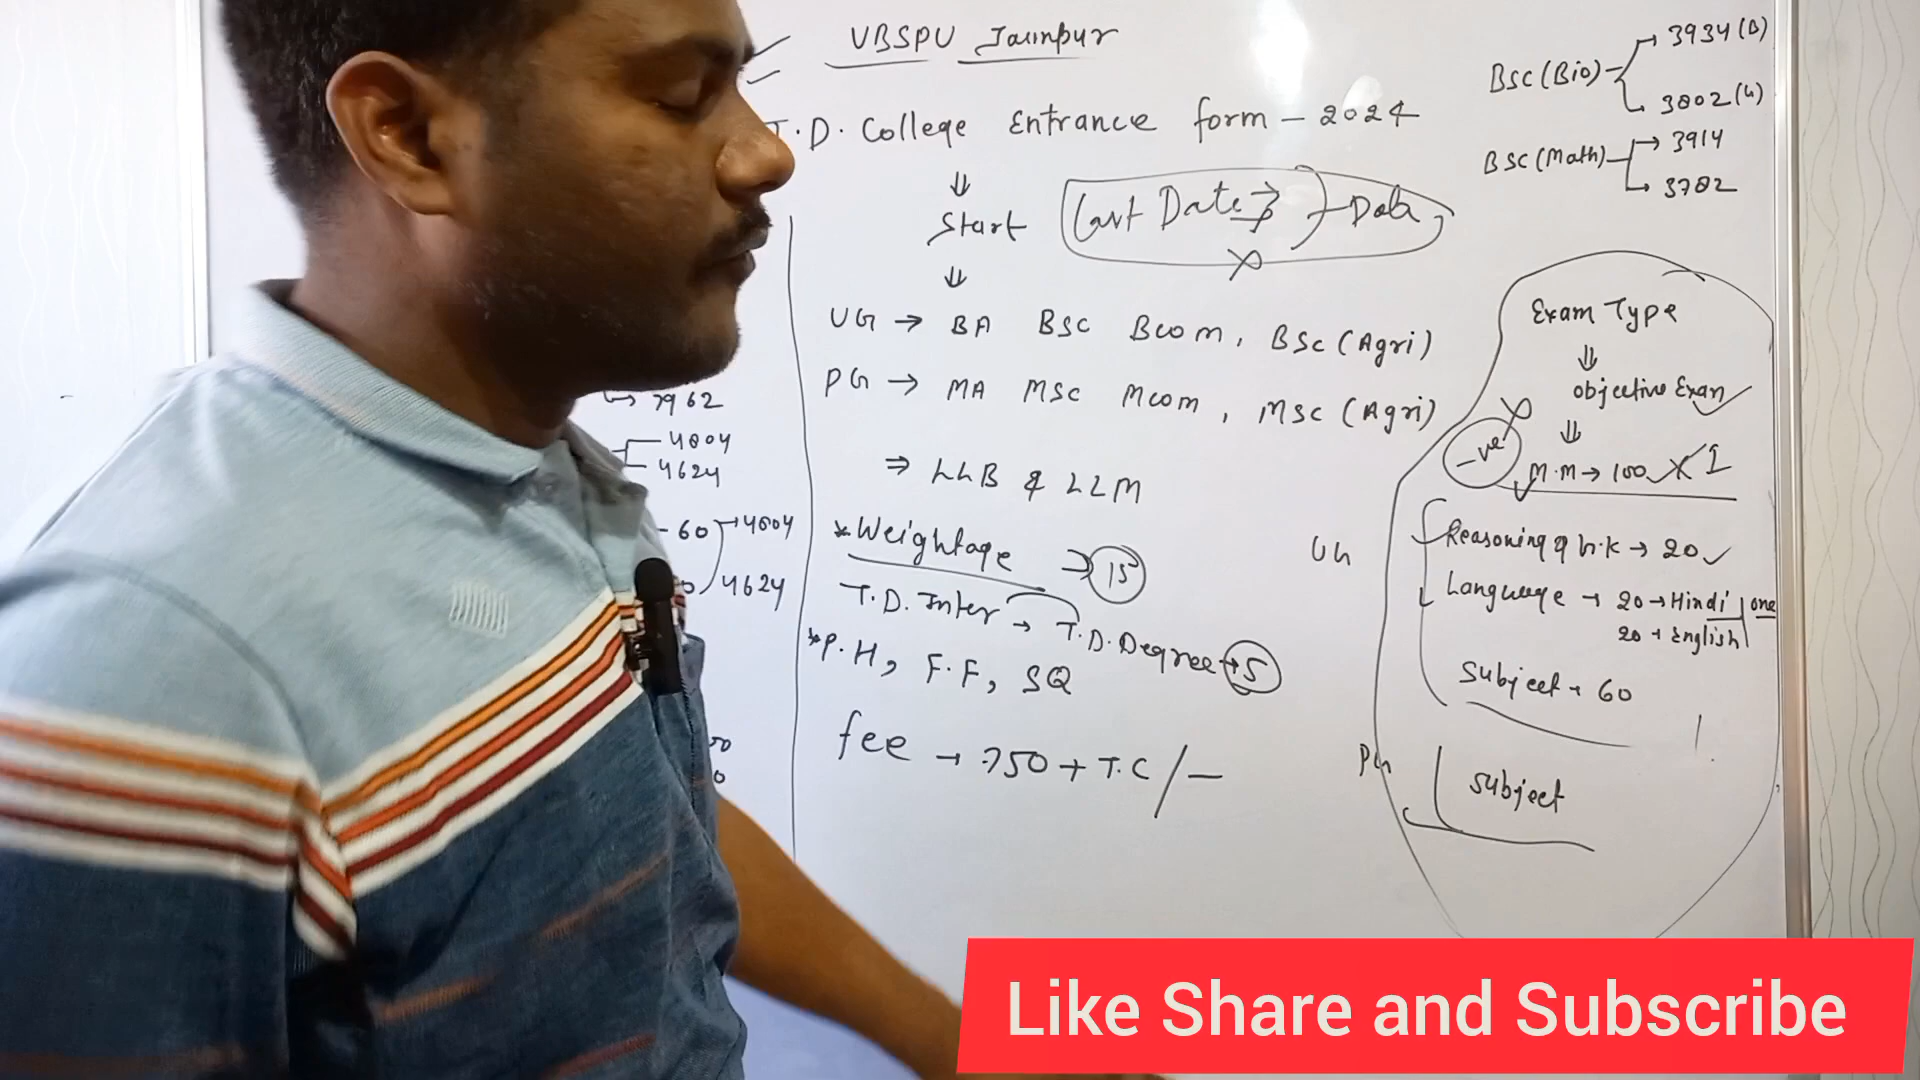 VBSPU Jaunpur
T.D. College Entrance form - 2024
⇓
Start
Last Date →
⇓
UG → BA BSC Bcom, BSc (Agri)
PG → MA MSC Mcom, MSC (Agri)
⇒ LLB & LLM
*Weightage → 15
T.D. Inter → T.D. Degree → 5
*P.H, F.F, SQ
fee → 750 + T.C /-
BSC (Bio) → 3934 (B)
→ 3802 (G)
BSC (Math) → 3914
→ 3782
Exam Type
⇓
objective Exam
⇓
-ve
M.M → 100 X 1
UG
Reasoning & G.K → 20
Language → 20 → Hindi one
20 → English
Subject → 60
PG
Subject
→ 7962
4804
4624
- 60 → 4804
4624
Like Share and Subscribe